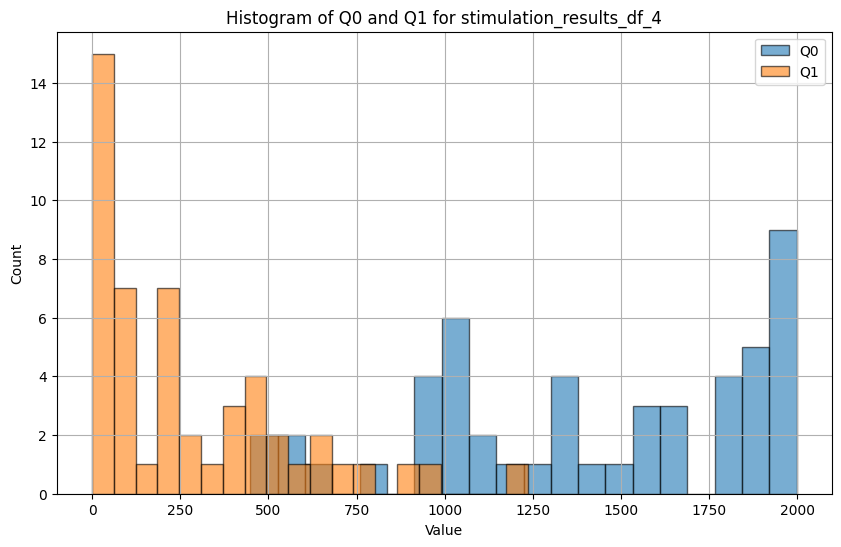 Histogram of Q0 and Q1 for stimulation_results_df_4
Q0
Q1
14
12
10
8
6
4
2
0
Count
0 250 500 750 1000 1250 1500 1750 2000
Value